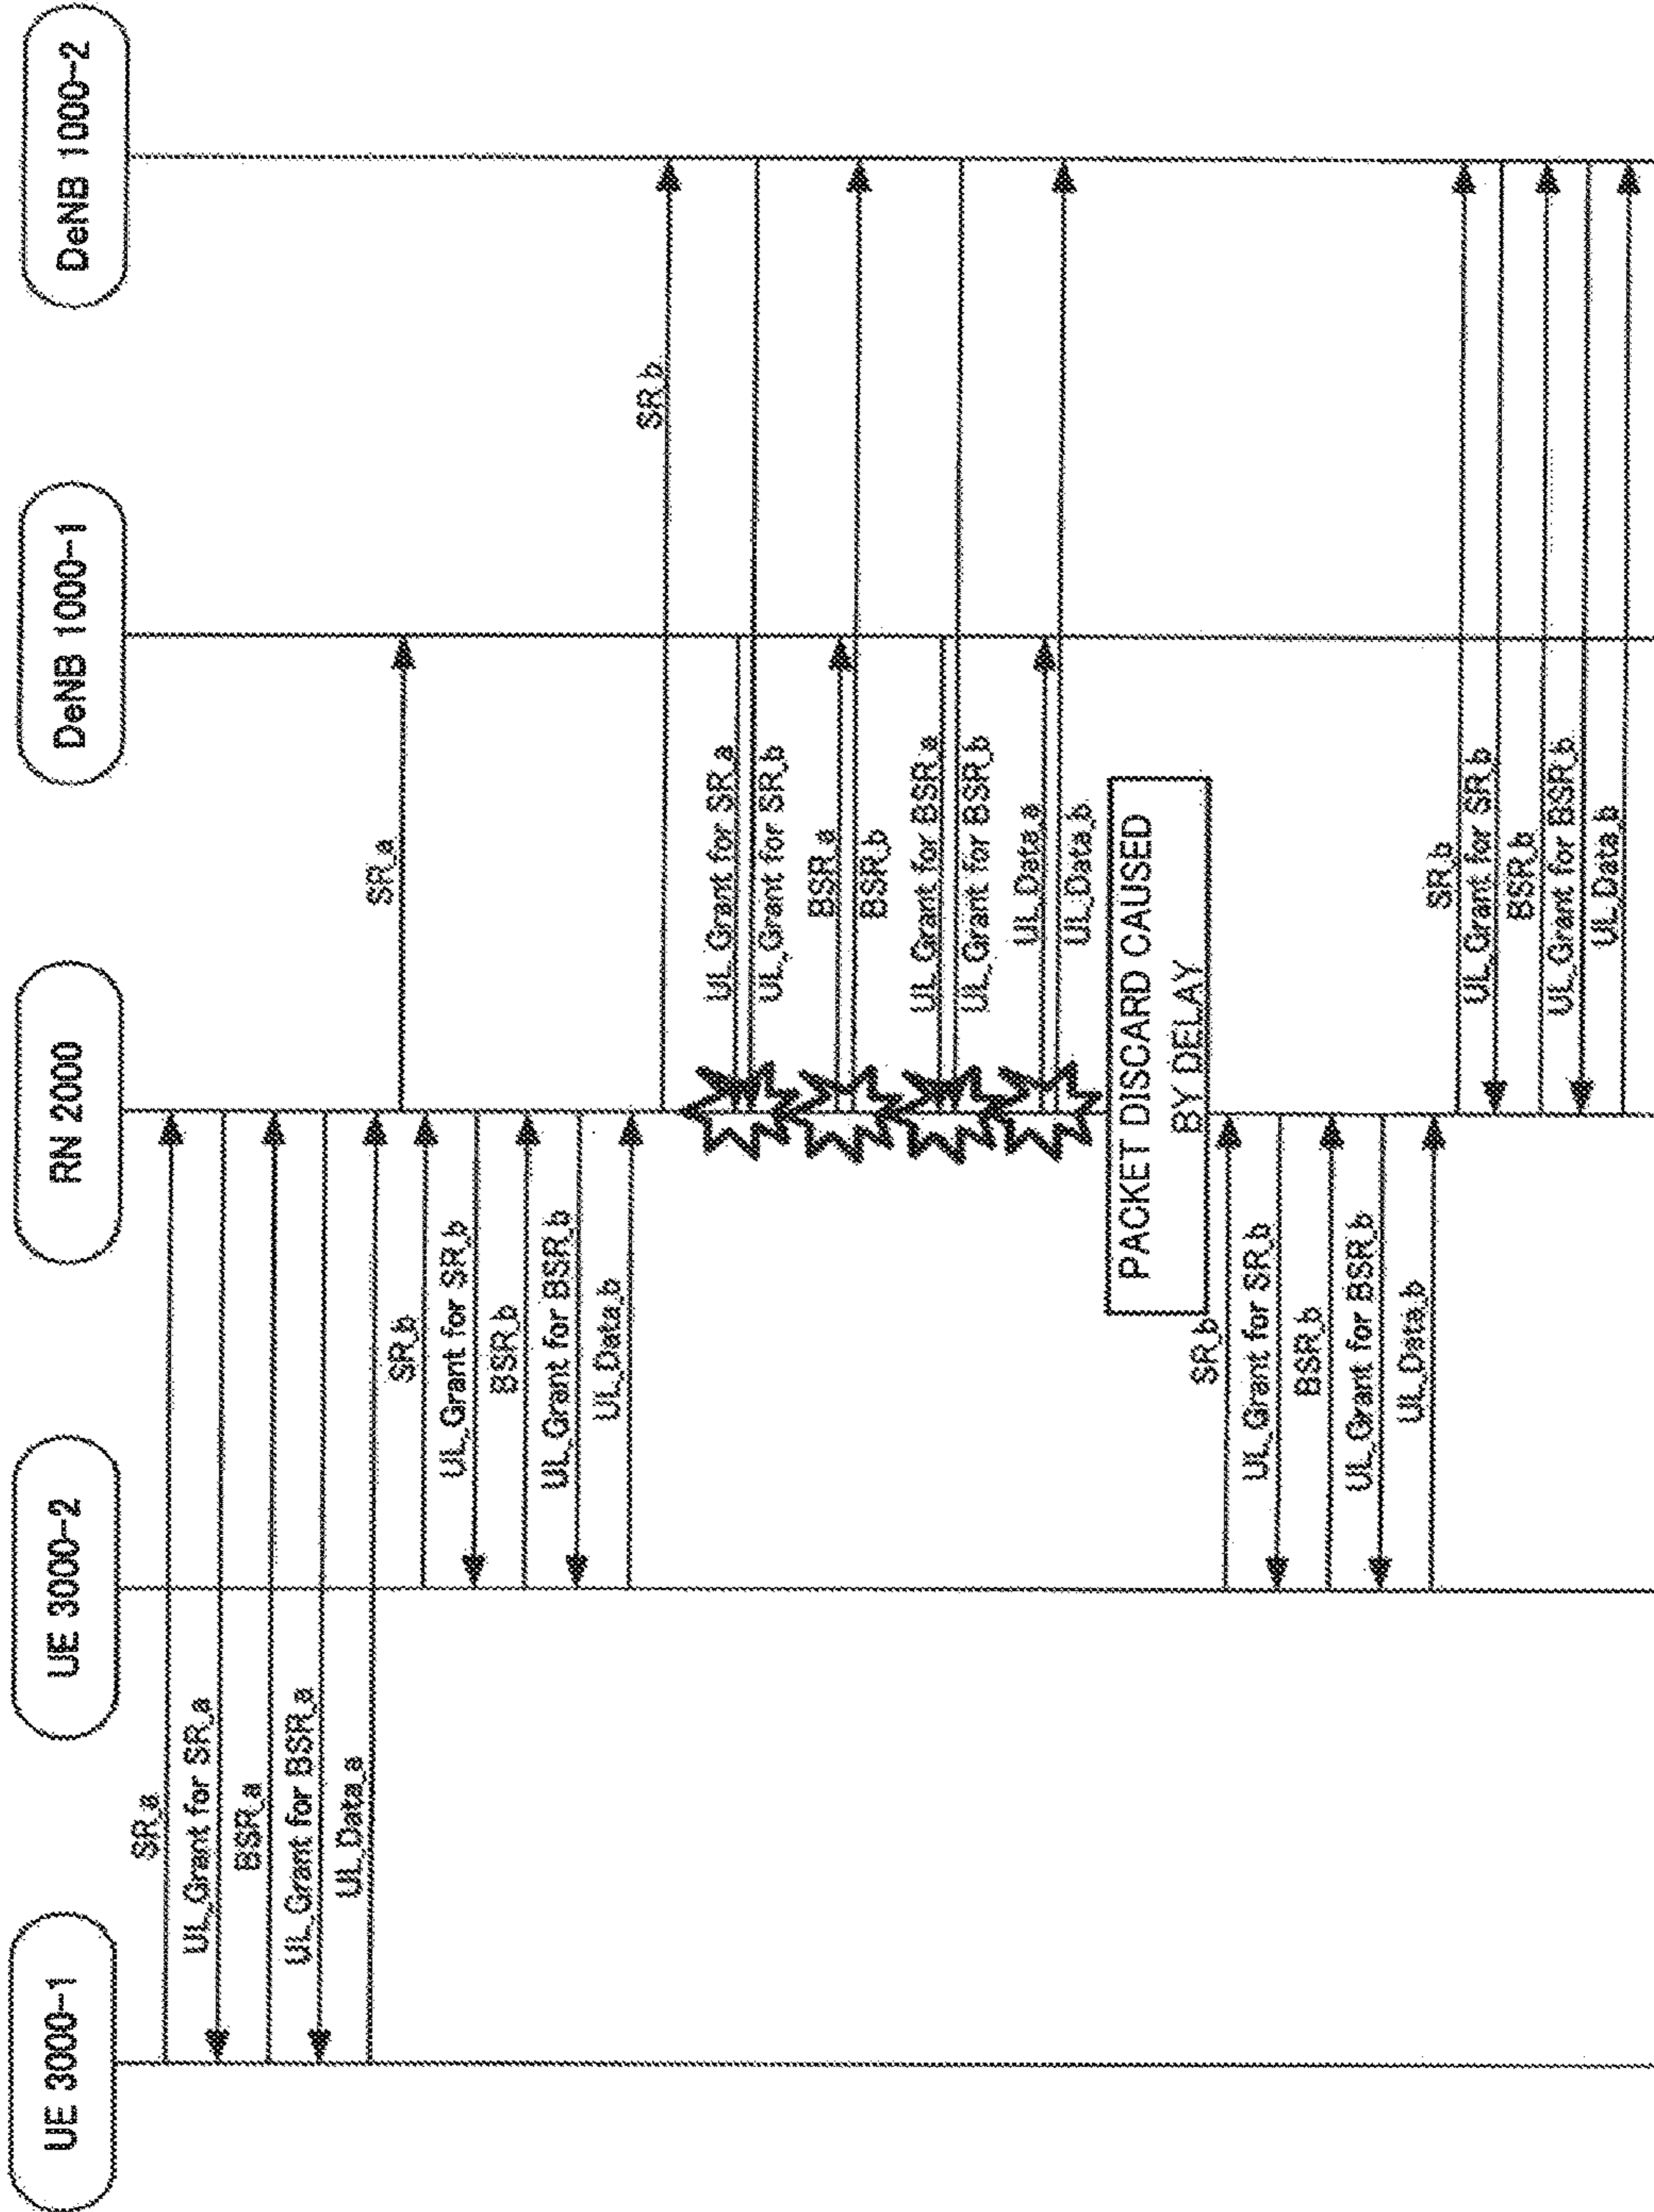 UE 3000-1
UE 3000-2
RN 2000
DeNB 1000-1
DeNB 1000-2
SR_a
UL_Grant for SR_a
BSR_a
UL_Grant for BSR_a
UL_Data_a
SR_a
SR_b
UL_Grant for SR_b
BSR_b
UL_Grant for BSR_b
UL_Data_b
SR_b
UL_Grant for SR_a
UL_Grant for SR_b
BSR_a
BSR_b
UL_Grant for BSR_a
UL_Grant for BSR_b
UL_Data_a
UL_Data_b
PACKET DISCARD CAUSED
BY DELAY
SR_b
UL_Grant for SR_b
BSR_b
UL_Grant for BSR_b
UL_Data_b
SR_b
UL_Grant for SR_b
BSR_b
UL_Grant for BSR_b
UL_Data_b